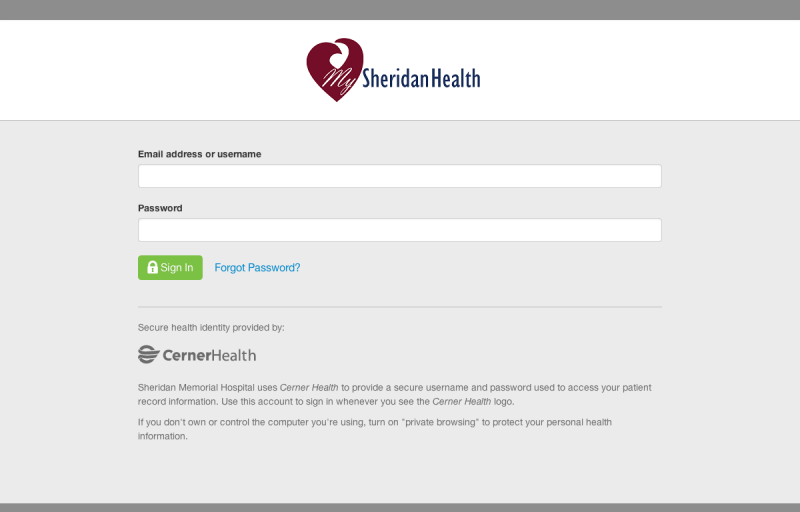 My SheridanHealth
Email address or username
Password
Sign In
Forgot Password?
Secure health identity provided by:
CernerHealth
Sheridan Memorial Hospital uses Cerner Health to provide a secure username and password used to access your patient
record information. Use this account to sign in whenever you see the Cerner Health logo.
If you don't own or control the computer you're using, turn on "private browsing" to protect your personal health
information.